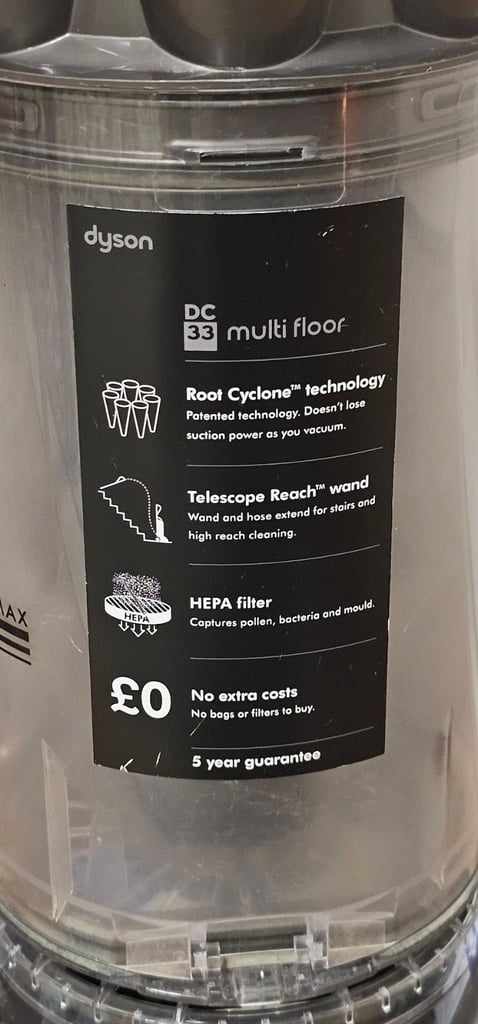 dyson
DC
33 multi floor
Root Cyclone™ technology
Patented technology. Doesn't lose
suction power as you vacuum.
Telescope Reach™ wand
Wand and hose extend for stairs and
high reach cleaning.
HEPA
HEPA filter
Captures pollen, bacteria and mould.
£0
No extra costs
No bags or filters to buy.
5 year guarantee
AX